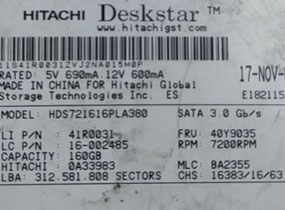 HITACHI Deskstar™
www.hitachigst.com
11S41R0031ZVJ2NA015M0P
RATED: 5V 690mA.12V 600mA
17-NOV-
MADE IN CHINA FOR Hitachi Global
Storage Technologies Inc. E182115
MODEL: HDS721616PLA380 SATA 3.0 Gb/s
LI P/N : 41R0031 FRU: 40Y9035
LC P/N : 16-002485 RPM: 7200RPM
CAPACITY: 160GB
HITACHI : 0A33983 MLC: BA2355
LBA: 312.581.808 SECTORS CHS: 16383/16/63